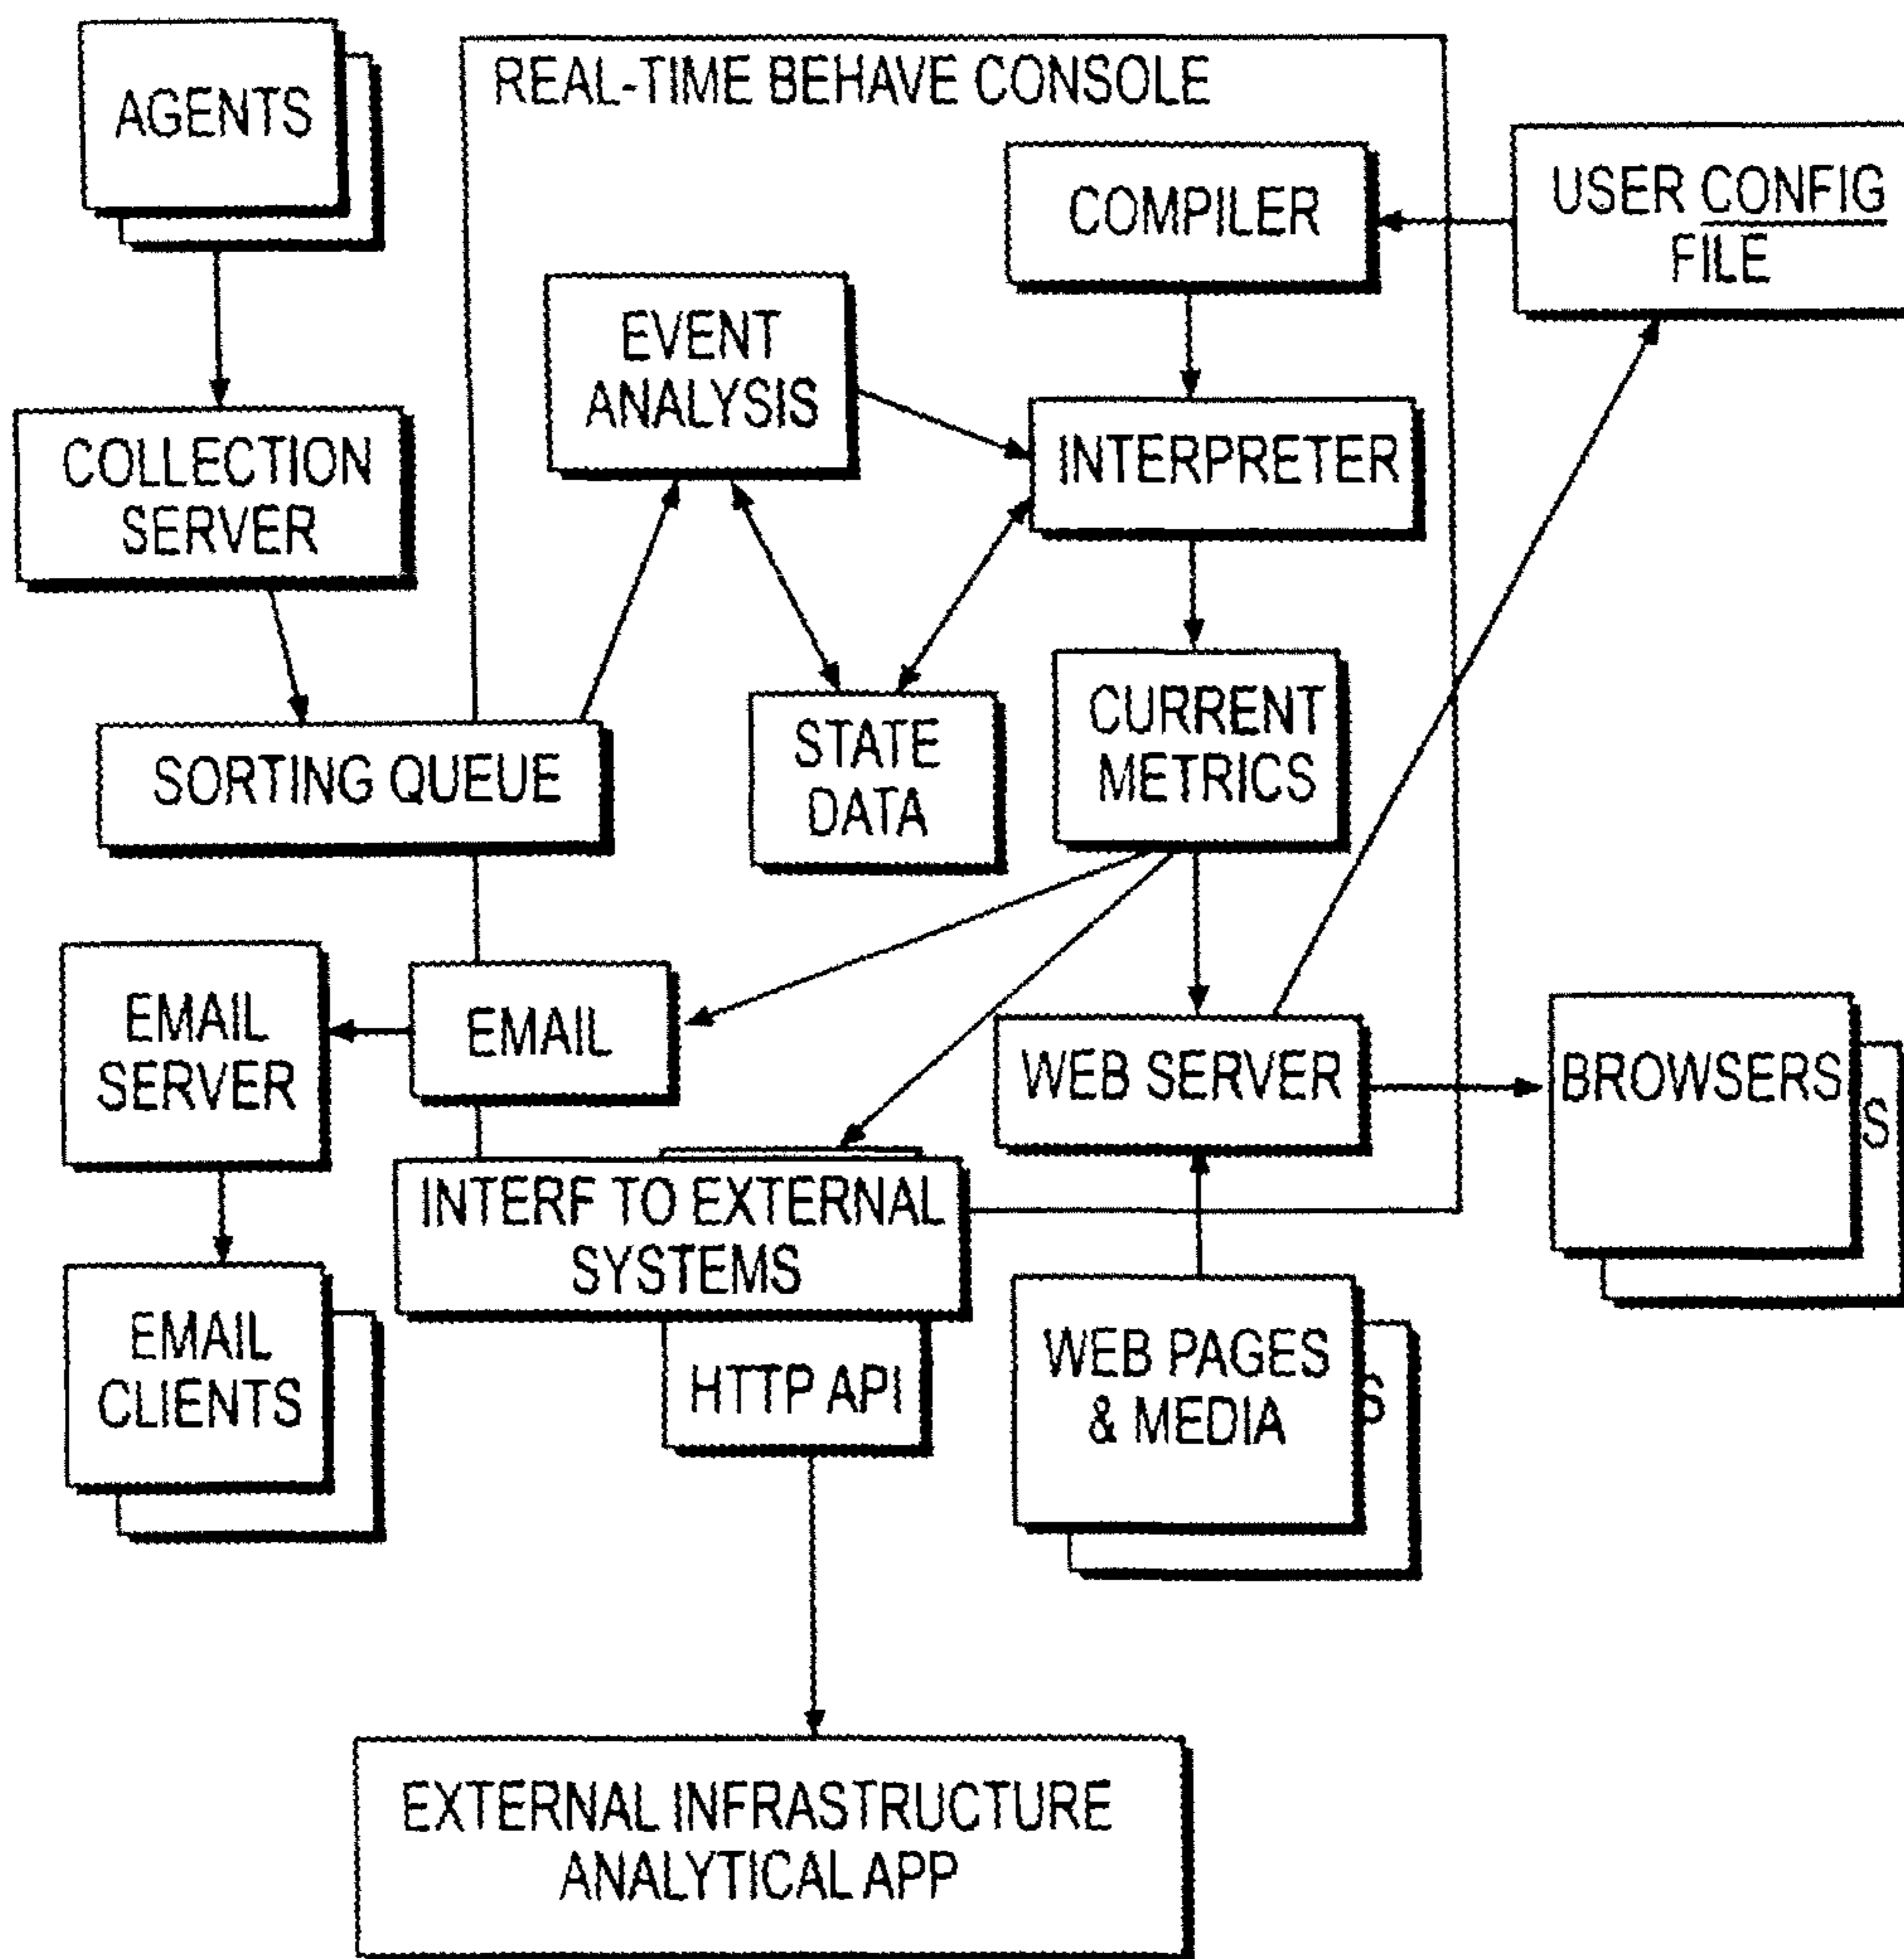 AGENTS
REAL-TIME BEHAVE CONSOLE
COMPILER
USER CONFIG
FILE
EVENT
ANALYSIS
INTERPRETER
COLLECTION
SERVER
SORTING QUEUE
STATE
DATA
CURRENT
METRICS
EMAIL
SERVER
EMAIL
WEB SERVER
BROWSERS
S
INTERF TO EXTERNAL
SYSTEMS
EMAIL
CLIENTS
HTTP API
WEB PAGES
& MEDIA
S
EXTERNAL INFRASTRUCTURE
ANALYTICAL APP